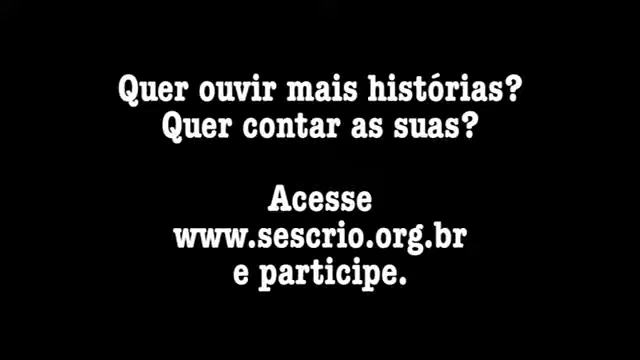 Quer ouvir mais histórias?
Quer contar as suas?
Acesse
www.sescrio.org.br
e participe.